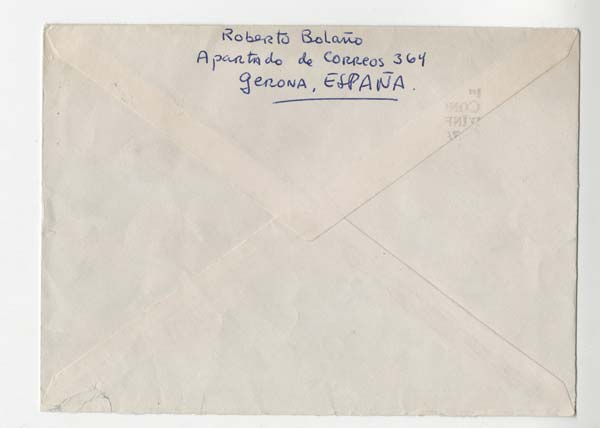 Roberto Bolaño
Apartado de Correos 364
Gerona, ESPAÑA.